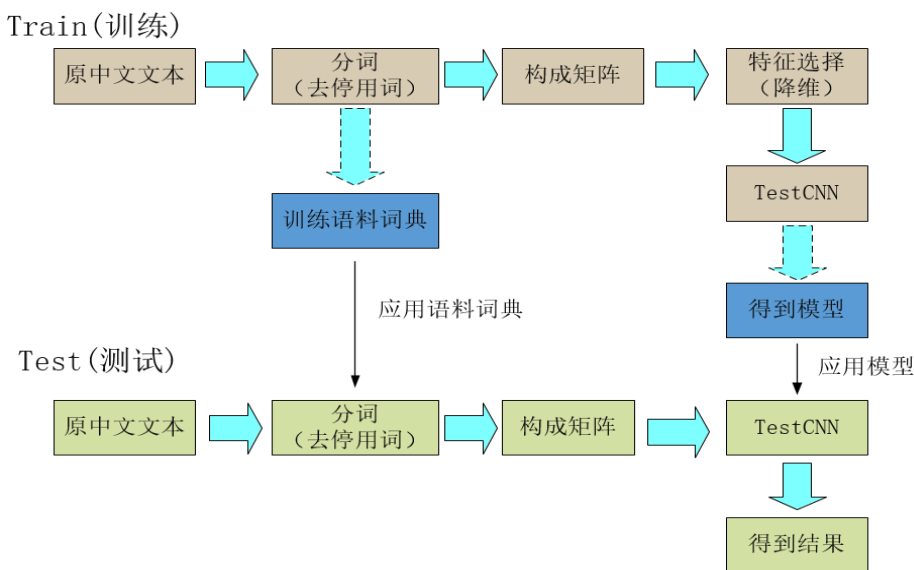 Train(训练)
原中文文本
分词
（去停用词）
构成矩阵
特征选择
（降维）
TestCNN
训练语料词典
得到模型
应用语料词典
应用模型
Test(测试)
原中文文本
分词
（去停用词）
构成矩阵
TestCNN
得到结果